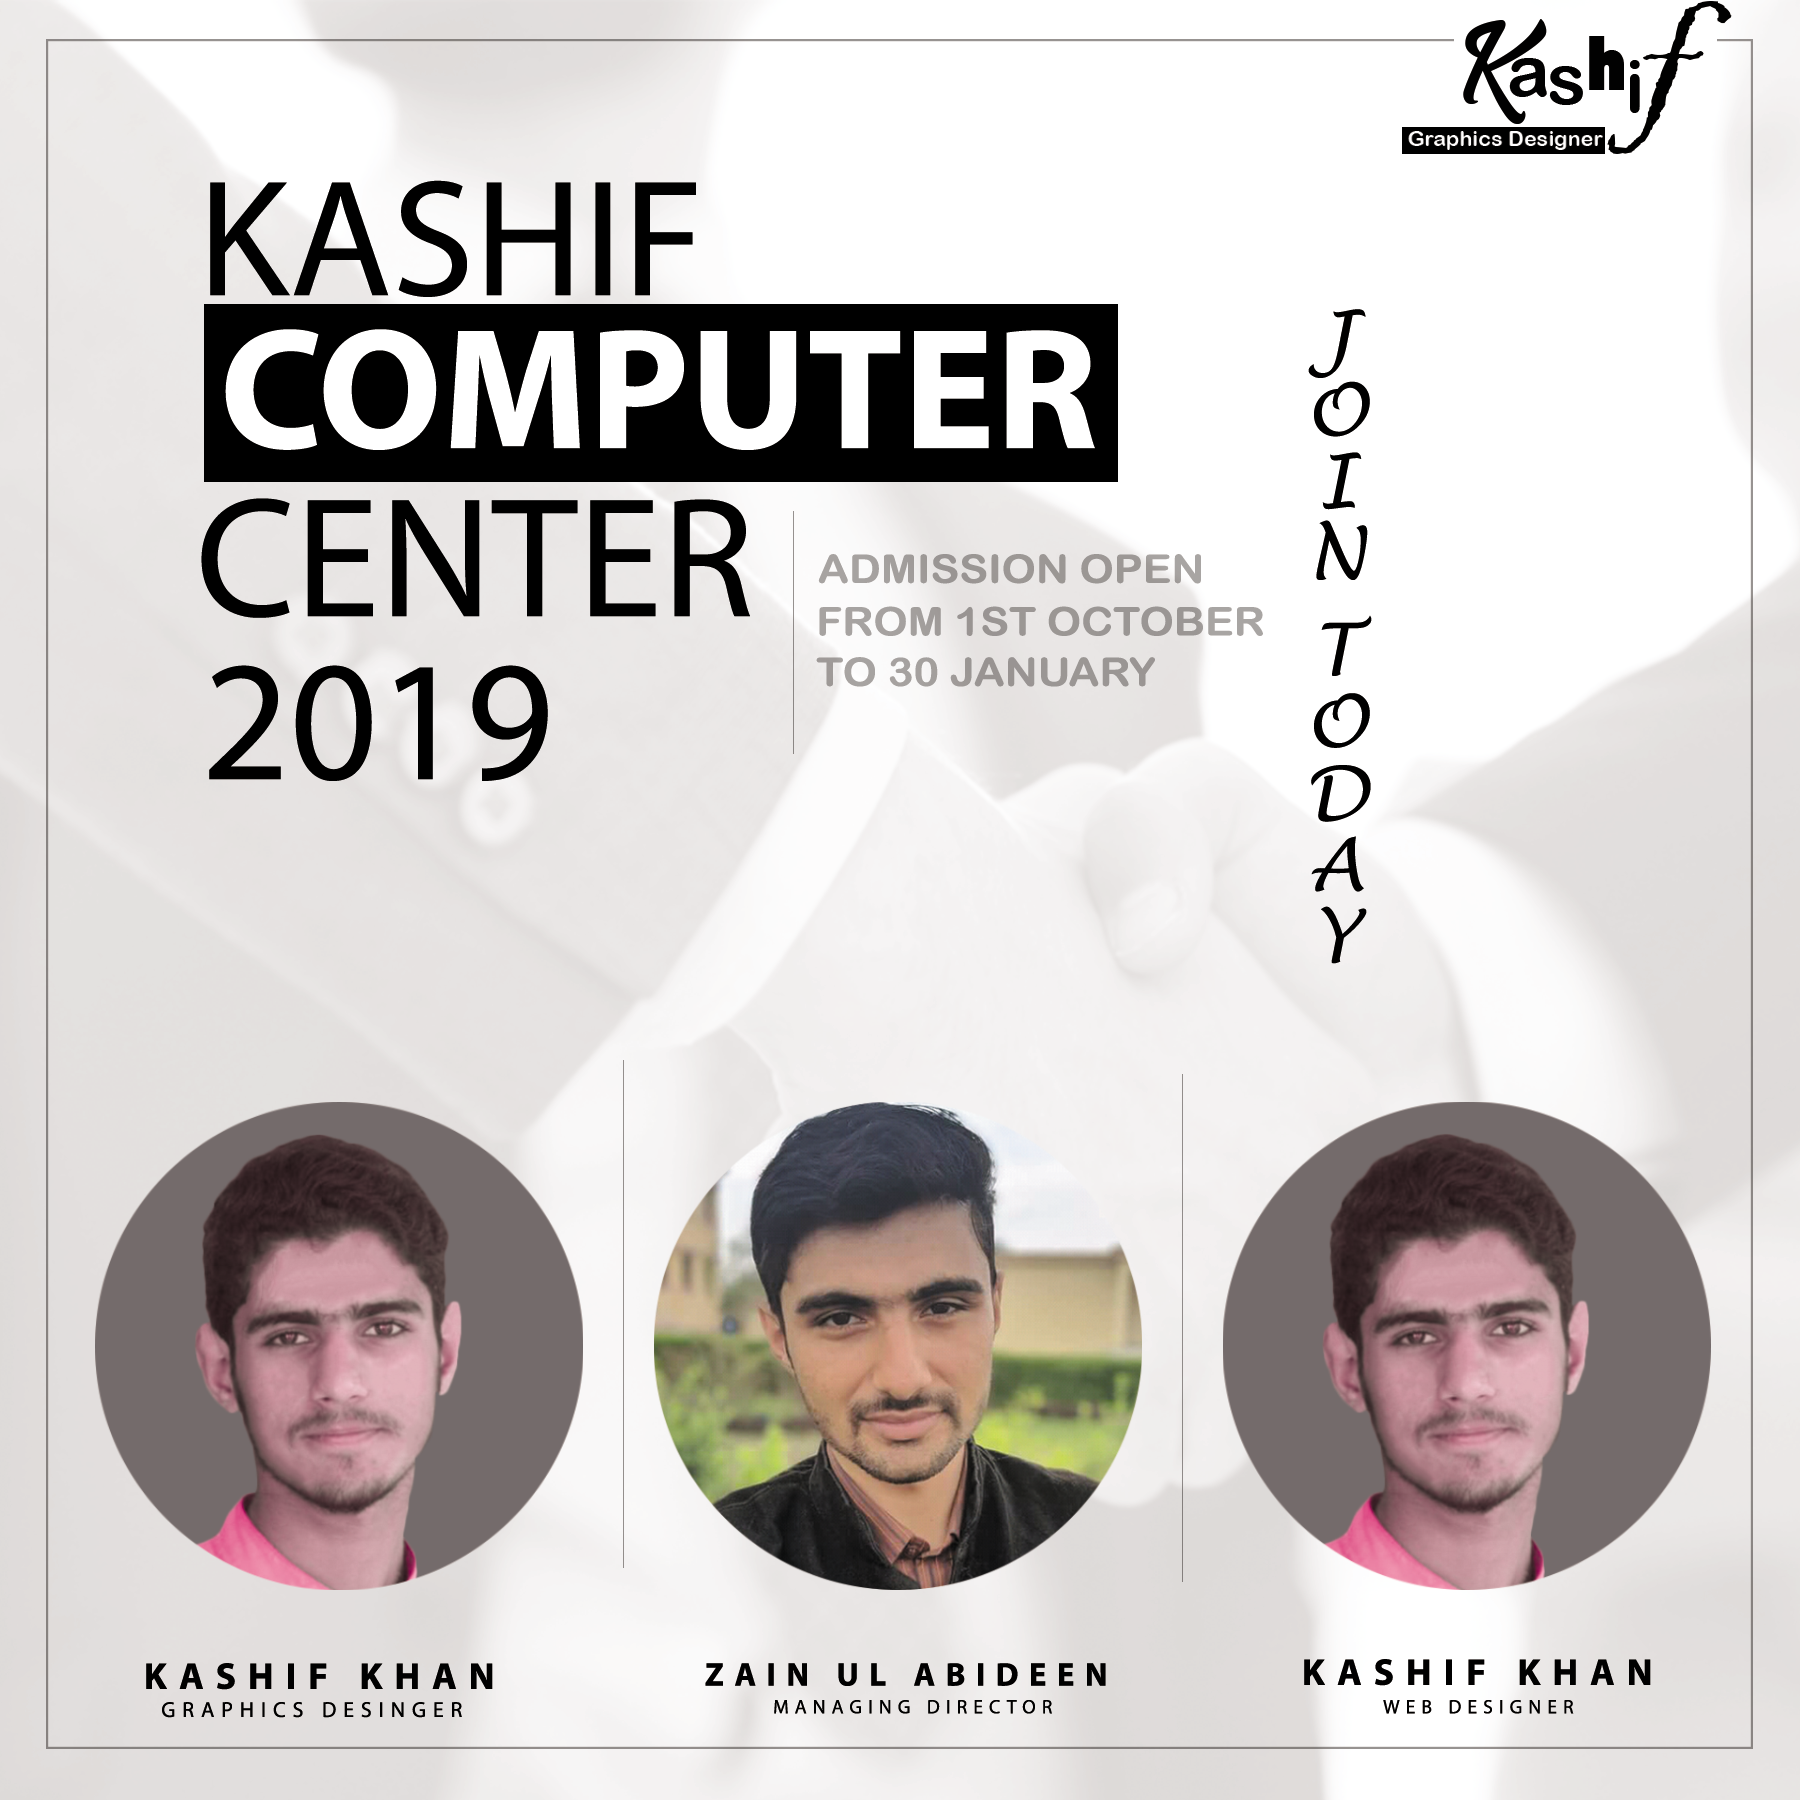 Kashif
Graphics Designer
KASHIF
COMPUTER
CENTER
2019
ADMISSION OPEN
FROM 1ST OCTOBER
TO 30 JANUARY
JOIN TODAY
KASHIF KHAN
GRAPHICS DESINGER
ZAIN UL ABIDEEN
MANAGING DIRECTOR
KASHIF KHAN
WEB DESIGNER